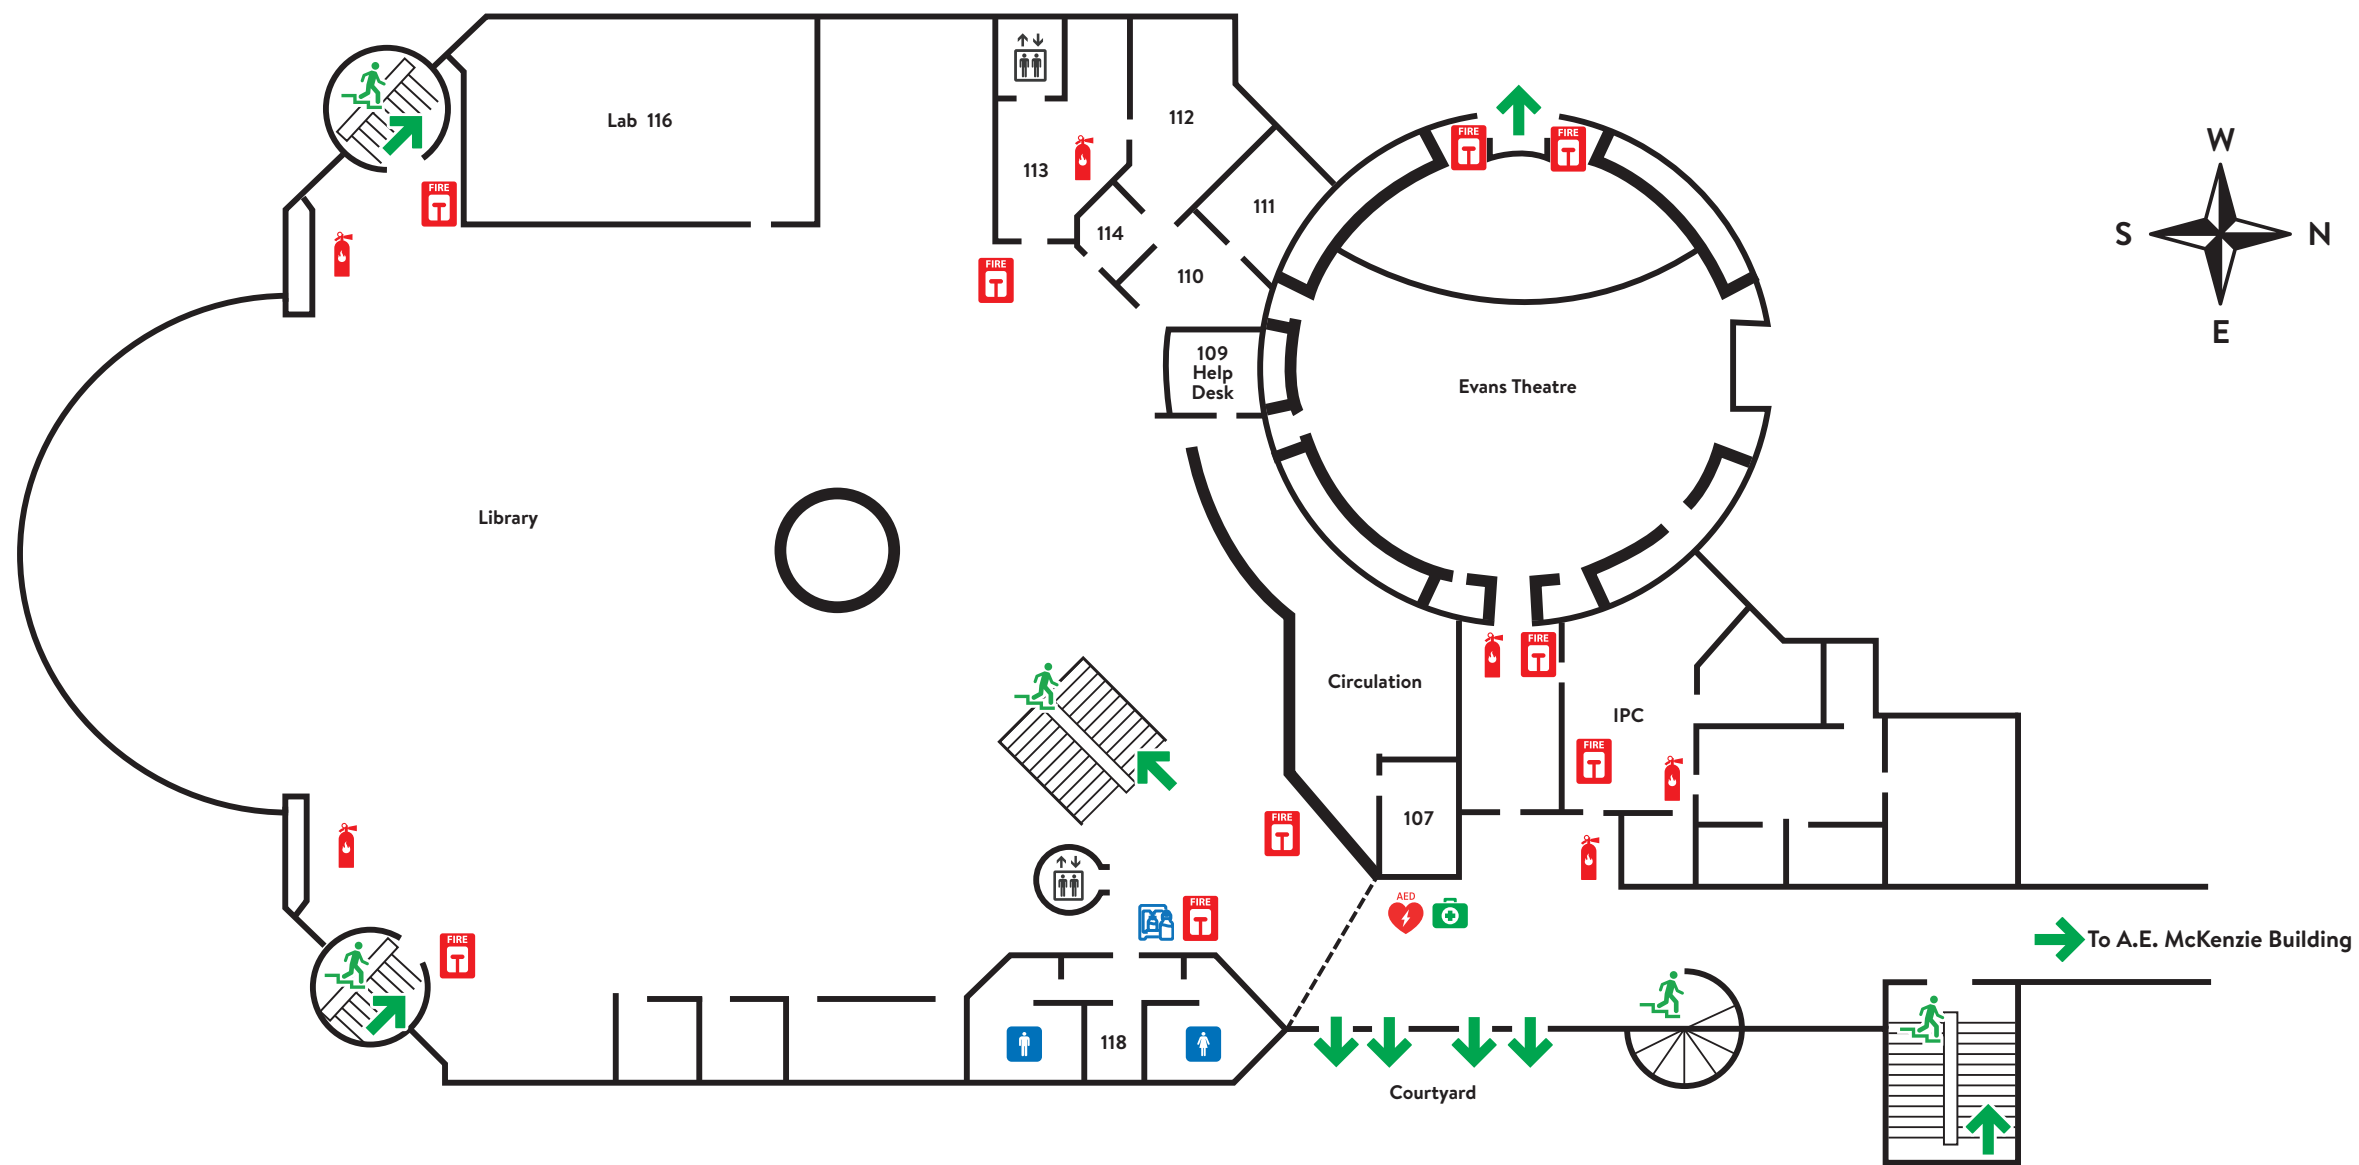 Lab 116
112
FIRE
FIRE
W
113
FIRE
111
114
S
N
FIRE
110
E
109
Help
Desk
Evans Theatre
Library
FIRE
Circulation
IPC
FIRE
FIRE
107
AED
FIRE
FIRE
To A.E. McKenzie Building
118
Courtyard